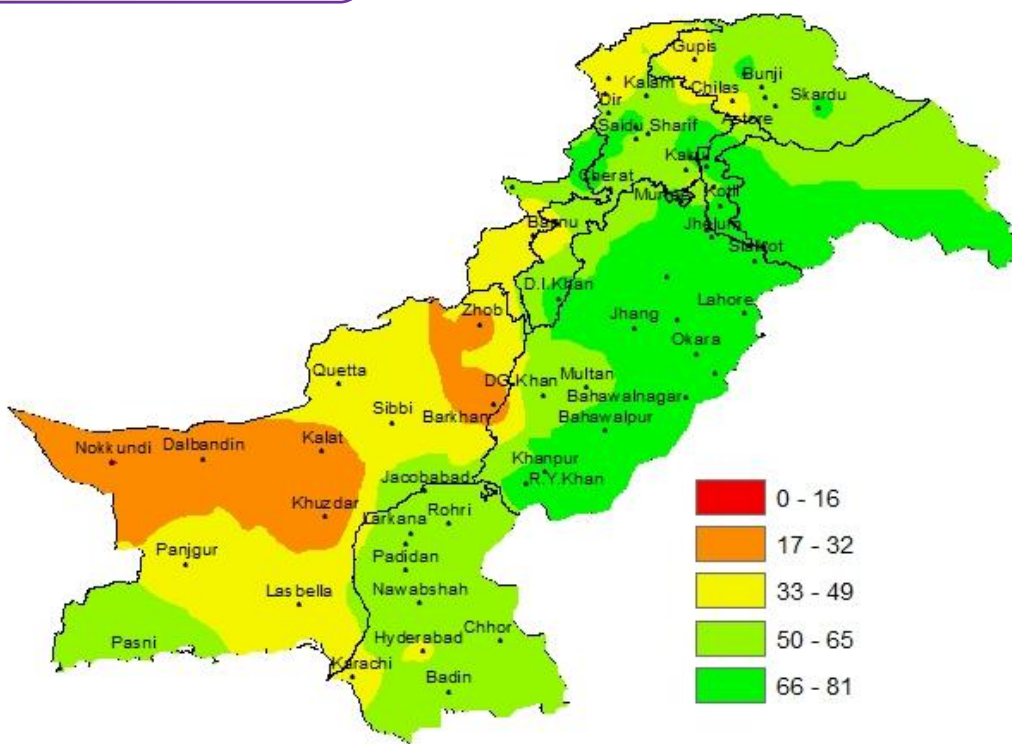 Gupis
Bunji
Kalam
Chilas
Skardu
Dir
Astore
Saidu Sharif
Kakul
Cherat
Kotli
Murree
Jhelum
Bannu
Sialkot
D.I.Khan
Lahore
Zhob
Jhang
Okara
Quetta
DG.Khan
Multan
Bahawalnagar
Sibbi
Barkhan
Bahawalpur
Nokkundi
Dalbandin
Kalat
Khanpur
Jacobabad
R.Y.Khan
0 - 16
Khuzdar
Rohri
Larkana
17 - 32
Panjgur
Padidan
33 - 49
Lasbella
Nawabshah
Pasni
Hyderabad
Chhor
50 - 65
Karachi
Badin
66 - 81